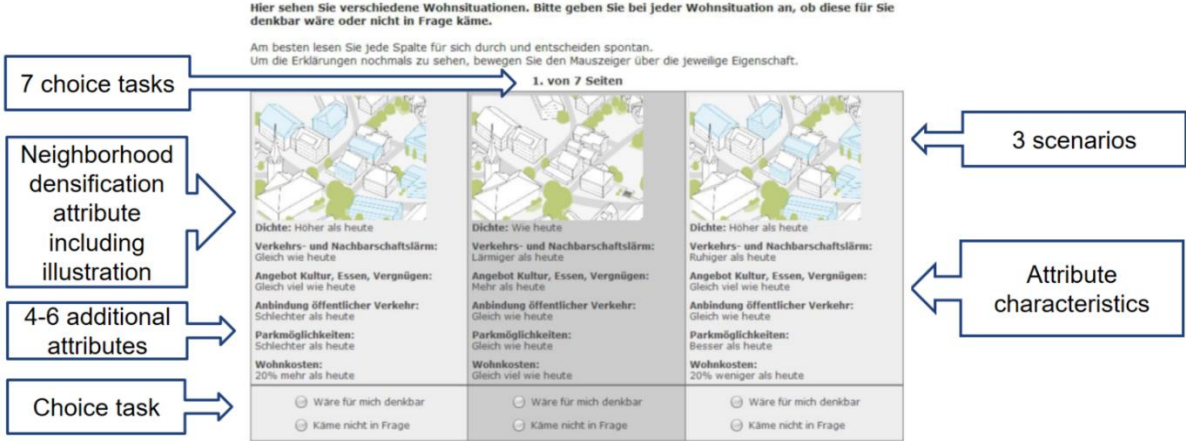 Hier sehen Sie verschiedene Wohnsituationen. Bitte geben Sie bei jeder Wohnsituation an, ob diese für Sie
denkbar wäre oder nicht in Frage käme.
Am besten lesen Sie jede Spalte für sich durch und entscheiden spontan.
Um die Erklärungen nochmals zu sehen, bewegen Sie den Mauszeiger über die jeweilige Eigenschaft.
1. von 7 Seiten
7 choice tasks
Neighborhood
densification
attribute
including
illustration
4-6 additional
attributes
Choice task
Dichte: Höher als heute
Verkehrs- und Nachbarschaftslärm:
Gleich wie heute
Angebot Kultur, Essen, Vergnügen:
Gleich viel wie heute
Anbindung öffentlicher Verkehr:
Schlechter als heute
Parkmöglichkeiten:
Schlechter als heute
Wohnkosten:
20% mehr als heute
Wäre für mich denkbar
Käme nicht in Frage
Dichte: Wie heute
Verkehrs- und Nachbarschaftslärm:
Lärmiger als heute
Angebot Kultur, Essen, Vergnügen:
Mehr als heute
Anbindung öffentlicher Verkehr:
Gleich wie heute
Parkmöglichkeiten:
Gleich wie heute
Wohnkosten:
Gleich viel wie heute
Wäre für mich denkbar
Käme nicht in Frage
Dichte: Höher als heute
Verkehrs- und Nachbarschaftslärm:
Ruhiger als heute
Angebot Kultur, Essen, Vergnügen:
Gleich viel wie heute
Anbindung öffentlicher Verkehr:
Gleich wie heute
Parkmöglichkeiten:
Besser als heute
Wohnkosten:
20% weniger als heute
Wäre für mich denkbar
Käme nicht in Frage
3 scenarios
Attribute
characteristics